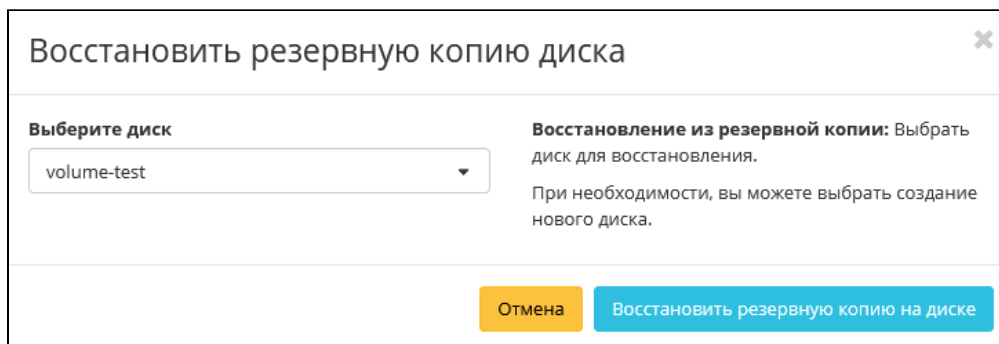 Восстановить резервную копию диска
Выберите диск
volume-test
Восстановление из резервной копии: Выбрать
диск для восстановления.
При необходимости, вы можете выбрать создание
нового диска.
Отмена
Восстановить резервную копию на диске